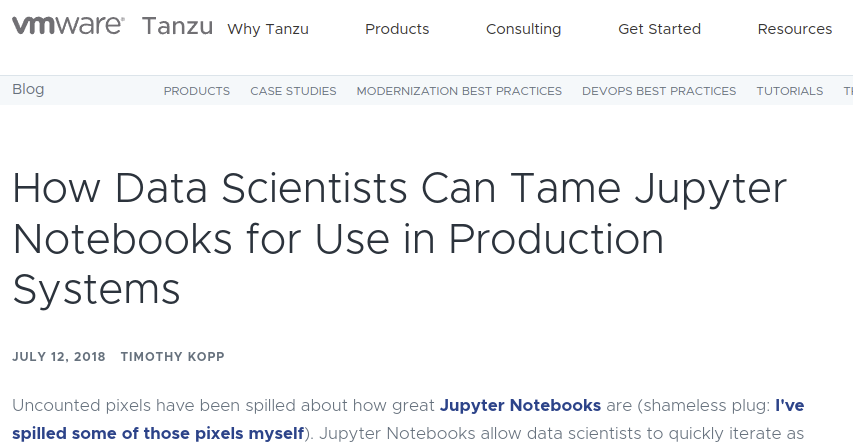 vmware® Tanzu Why Tanzu Products Consulting Get Started Resources
Blog PRODUCTS CASE STUDIES MODERNIZATION BEST PRACTICES DEVOPS BEST PRACTICES TUTORIALS
How Data Scientists Can Tame Jupyter
Notebooks for Use in Production
Systems
JULY 12, 2018 TIMOTHY KOPP
Uncounted pixels have been spilled about how great Jupyter Notebooks are (shameless plug: I've
spilled some of those pixels myself). Jupyter Notebooks allow data scientists to quickly iterate as